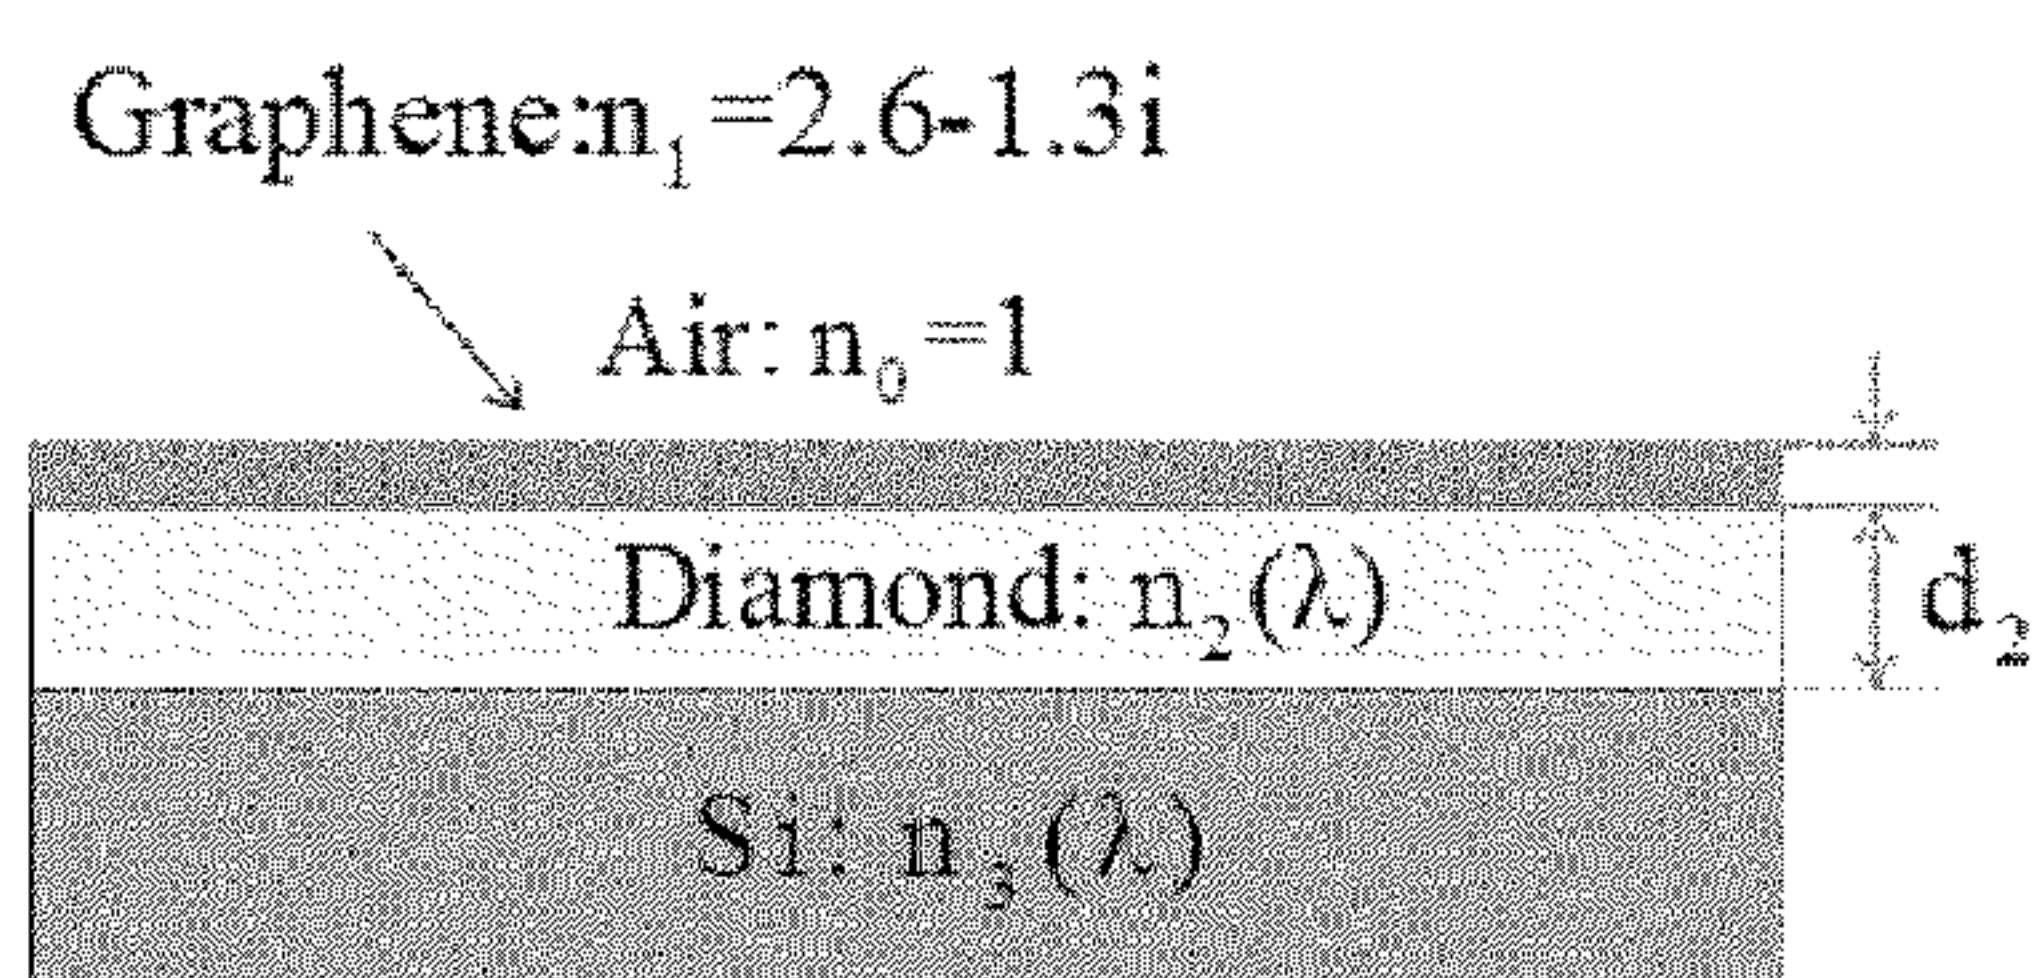 Graphene:n₁=2.6-1.3i
Air: n₀=1
Diamond: n₂(λ)
d₂
Si: n₃(λ)